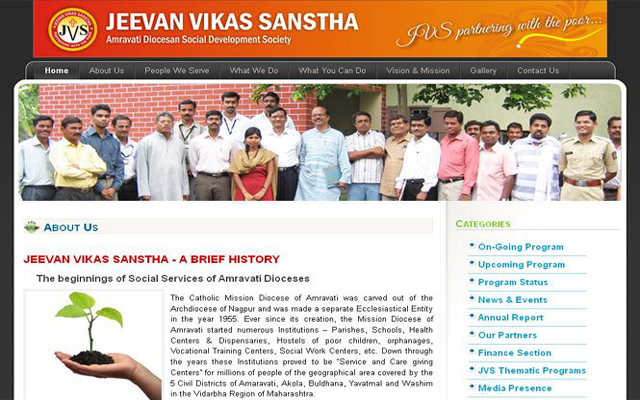 JEEVAN VIKAS SANSTHA
Amravati Diocesan Social Development Society
JVS partnering with the poor...
JVS
Home About Us People We Serve What We Do What You Can Do Vision & Mission Gallery Contact Us
About Us
JEEVAN VIKAS SANSTHA - A BRIEF HISTORY
The beginnings of Social Services of Amravati Dioceses
The Catholic Mission Diocese of Amravati was carved out of the
Archdiocese of Nagpur and was made a separate Ecclesiastical Entity
in the year 1955. Ever since its creation, the Mission Diocese of
Amravati started numerous Institutions – Parishes, Schools, Health
Centers & Dispensaries, Hostels of poor children, orphanages,
Vocational Training Centers, Social Work Centers, etc. Down through
the years these Institutions proved to be "Service and Care giving
Centers" for millions of people of the geographical area covered by the
5 Civil Districts of Amaravati, Akola, Buldhana, Yavatmal and Washim
in the Vidarbha Region of Maharashtra.
Categories
On-Going Program
Upcoming Program
Program Status
News & Events
Annual Report
Our Partners
Finance Section
JVS Thematic Programs
Media Presence